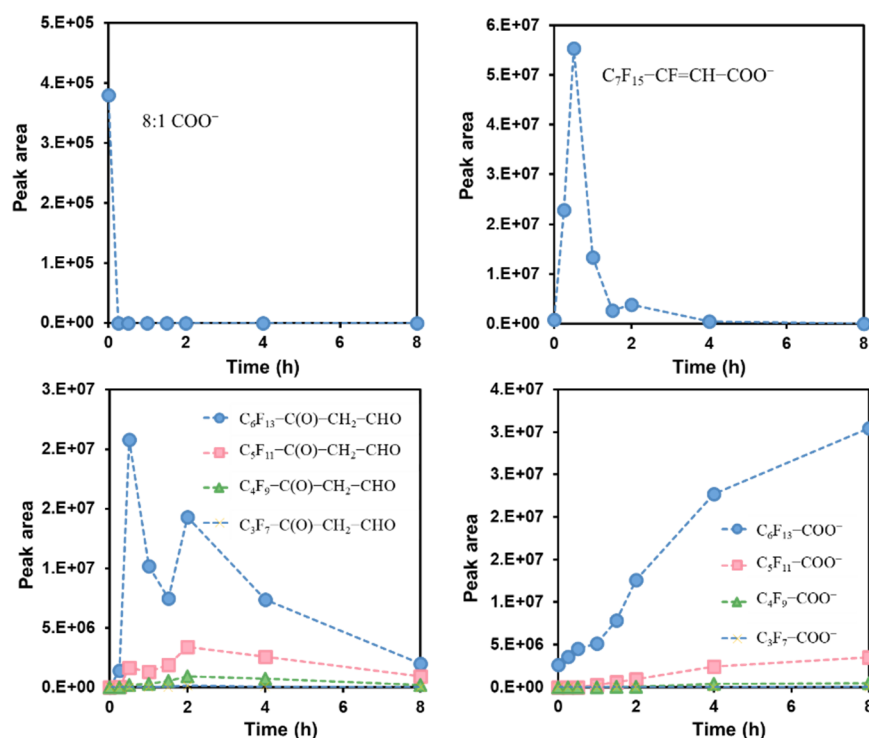 5.E+05
4.E+05
3.E+05
2.E+05
1.E+05
0.E+00
Peak area
8:1 COO⁻
0 2 4 6 8
Time (h)
6.E+07
5.E+07
4.E+07
3.E+07
2.E+07
1.E+07
0.E+00
Peak area
C₇F₁₅−CF=CH−COO⁻
0 2 4 6 8
Time (h)
3.E+07
2.E+07
2.E+07
1.E+07
5.E+06
0.E+00
Peak area
C₆F₁₃−C(O)−CH₂−CHO
C₅F₁₁−C(O)−CH₂−CHO
C₄F₉−C(O)−CH₂−CHO
C₃F₇−C(O)−CH₂−CHO
0 2 4 6 8
Time (h)
4.E+07
3.E+07
3.E+07
2.E+07
2.E+07
1.E+07
5.E+06
0.E+00
Peak area
C₆F₁₃−COO⁻
C₅F₁₁−COO⁻
C₄F₉−COO⁻
C₃F₇−COO⁻
0 2 4 6 8
Time (h)